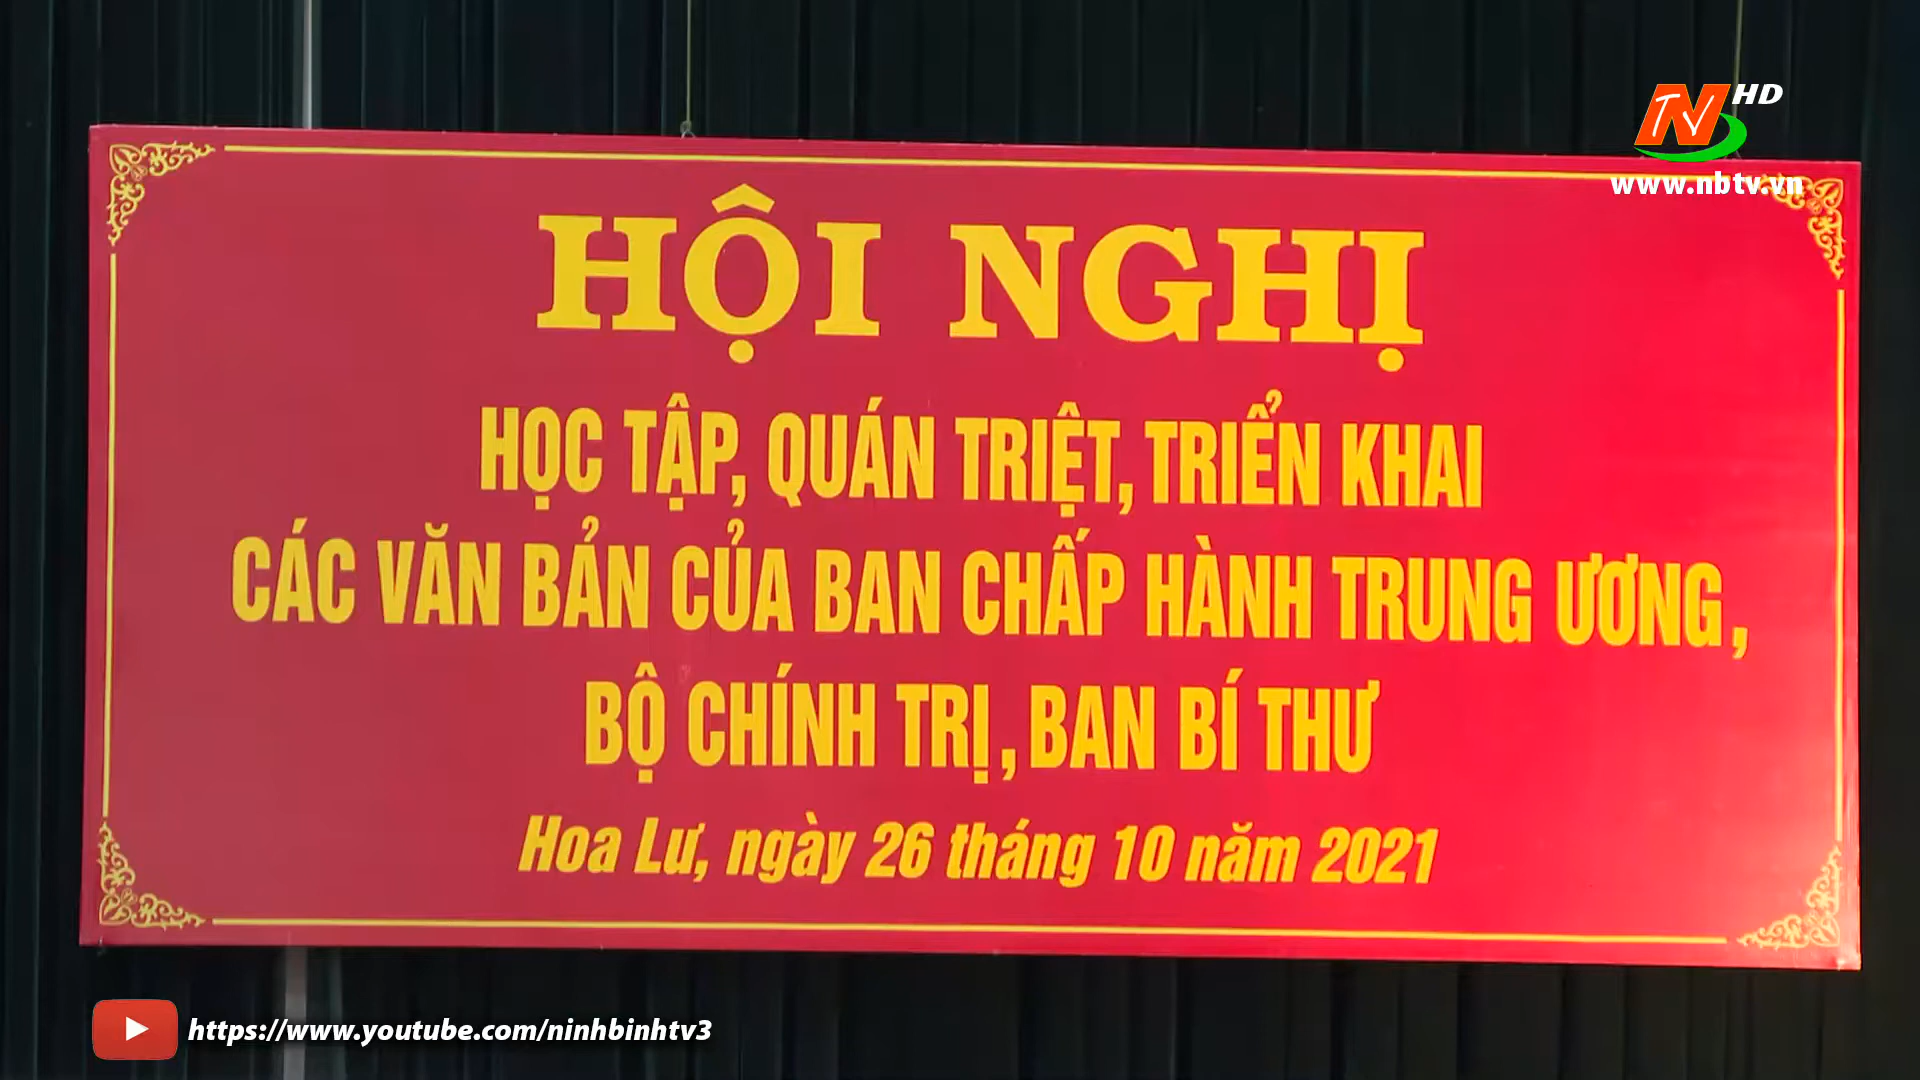 NTV HD
www.nbtv.vn
HỘI NGHỊ
HỌC TẬP, QUÁN TRIỆT, TRIỂN KHAI
CÁC VĂN BẢN CỦA BAN CHẤP HÀNH TRUNG ƯƠNG,
BỘ CHÍNH TRỊ, BAN BÍ THƯ
Hoa Lư, ngày 26 tháng 10 năm 2021
https://www.youtube.com/ninhbinhtv3